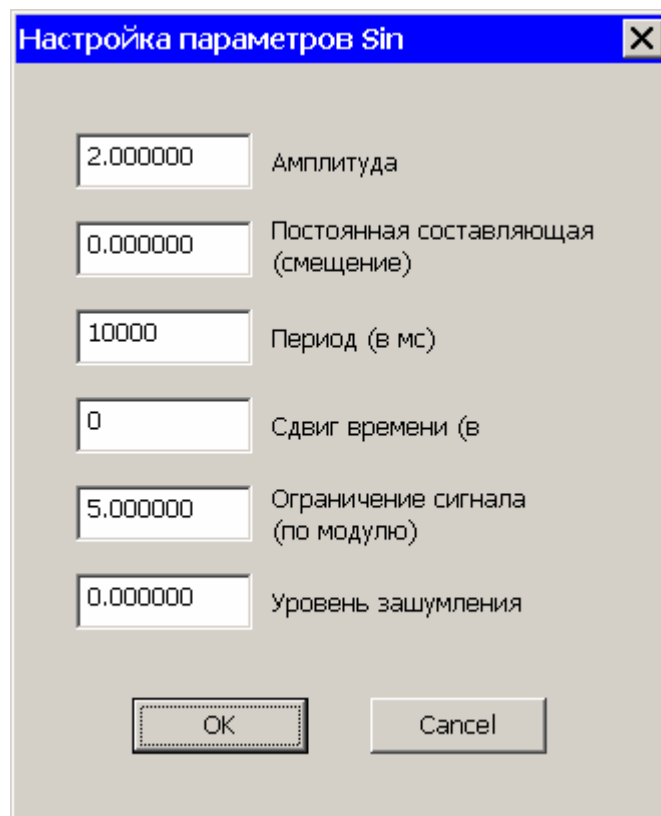 Настройка параметров Sin
2.000000
Амплитуда
0.000000
Постоянная составляющая
(смещение)
10000
Период (в мс)
0
Сдвиг времени (в
5.000000
Ограничение сигнала
(по модулю)
0.000000
Уровень зашумления
OK
Cancel